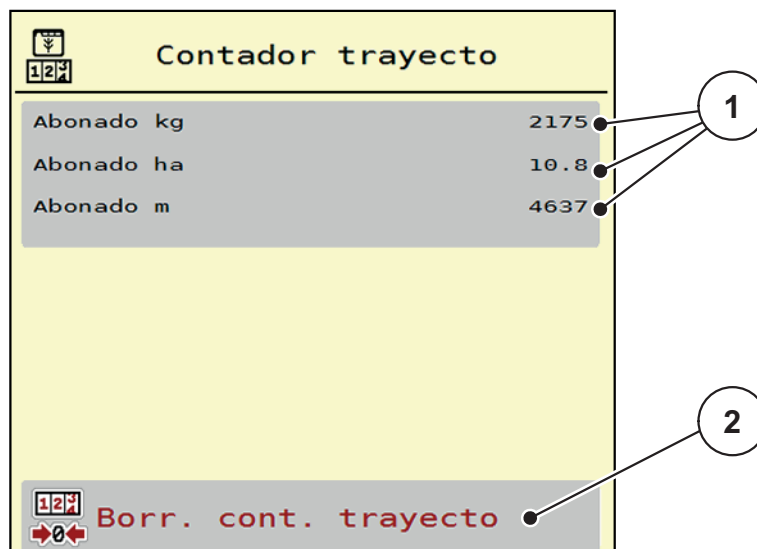 Contador trayecto
Abonado kg 2175
Abonado ha 10.8
Abonado m 4637
1
2
Borr. cont. trayecto